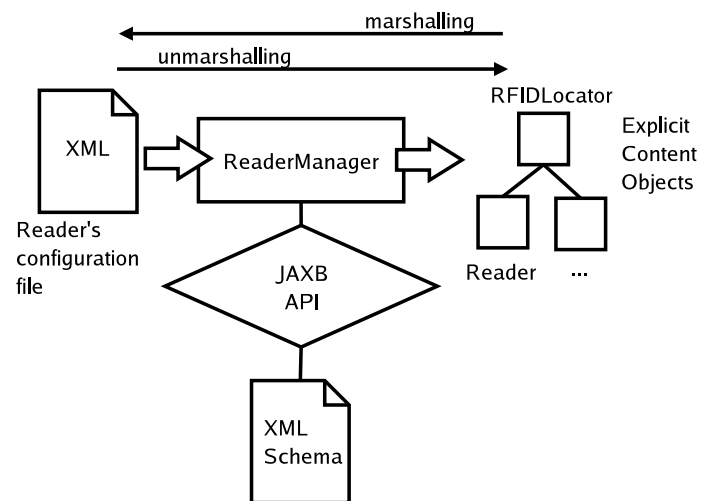 marshalling
unmarshalling
RFIDLocator
XML
ReaderManager
Explicit
Content
Objects
Reader's
configuration
file
Reader
...
JAXB
API
XML
Schema